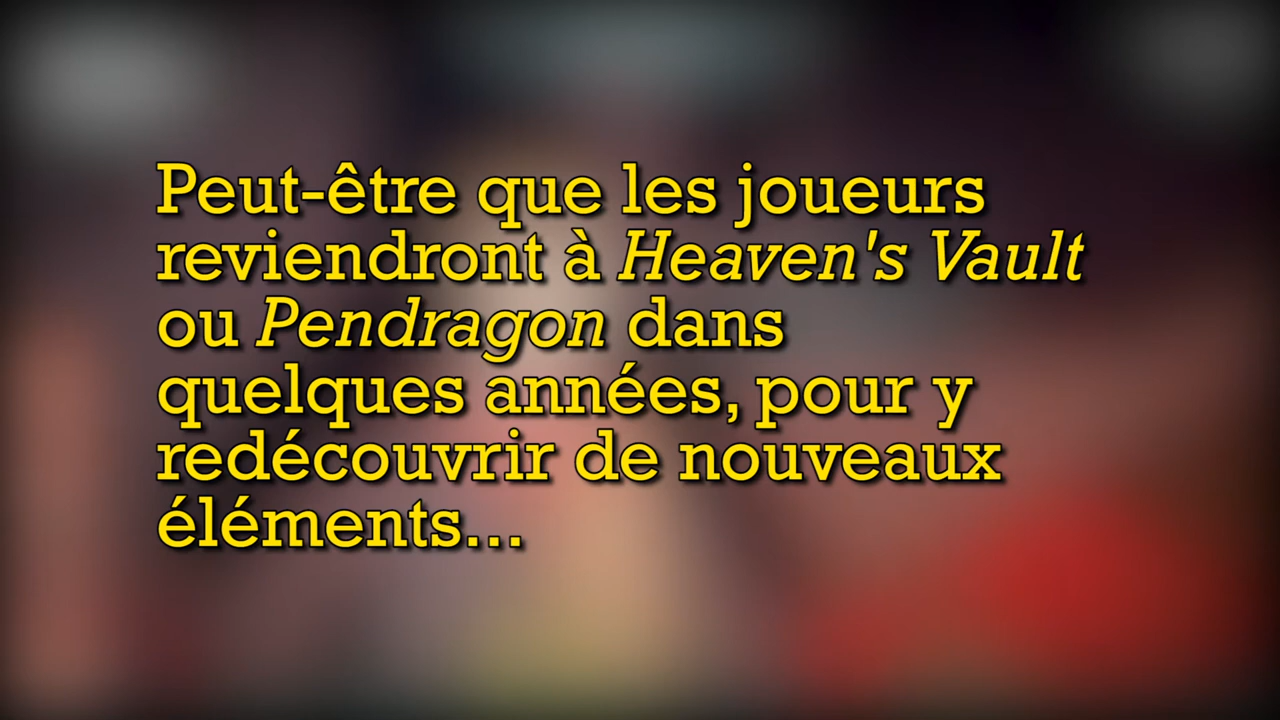 Peut-être que les joueurs
reviendront à Heaven's Vault
ou Pendragon dans
quelques années, pour y
redécouvrir de nouveaux
éléments...